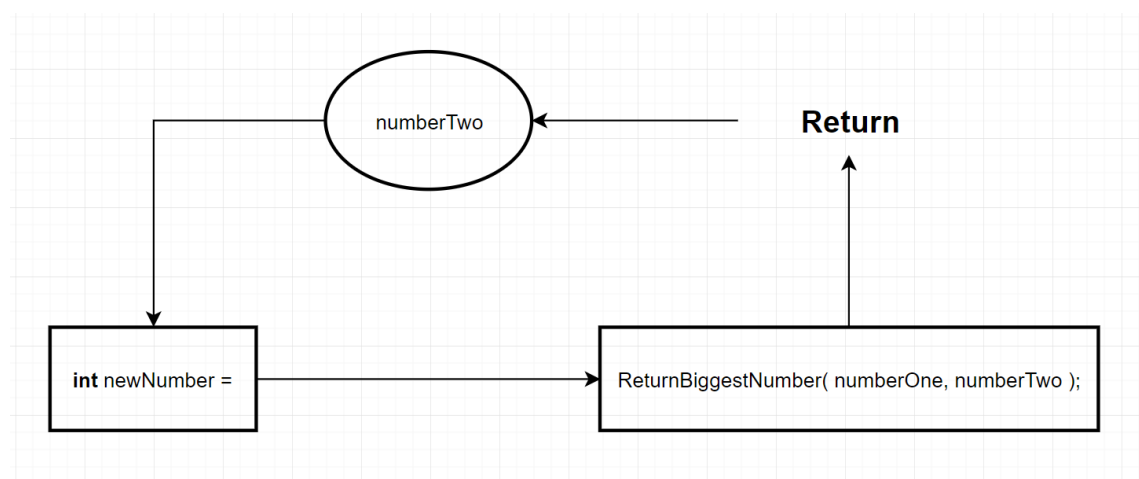 numberTwo
Return
int newNumber =
ReturnBiggestNumber( numberOne, numberTwo );